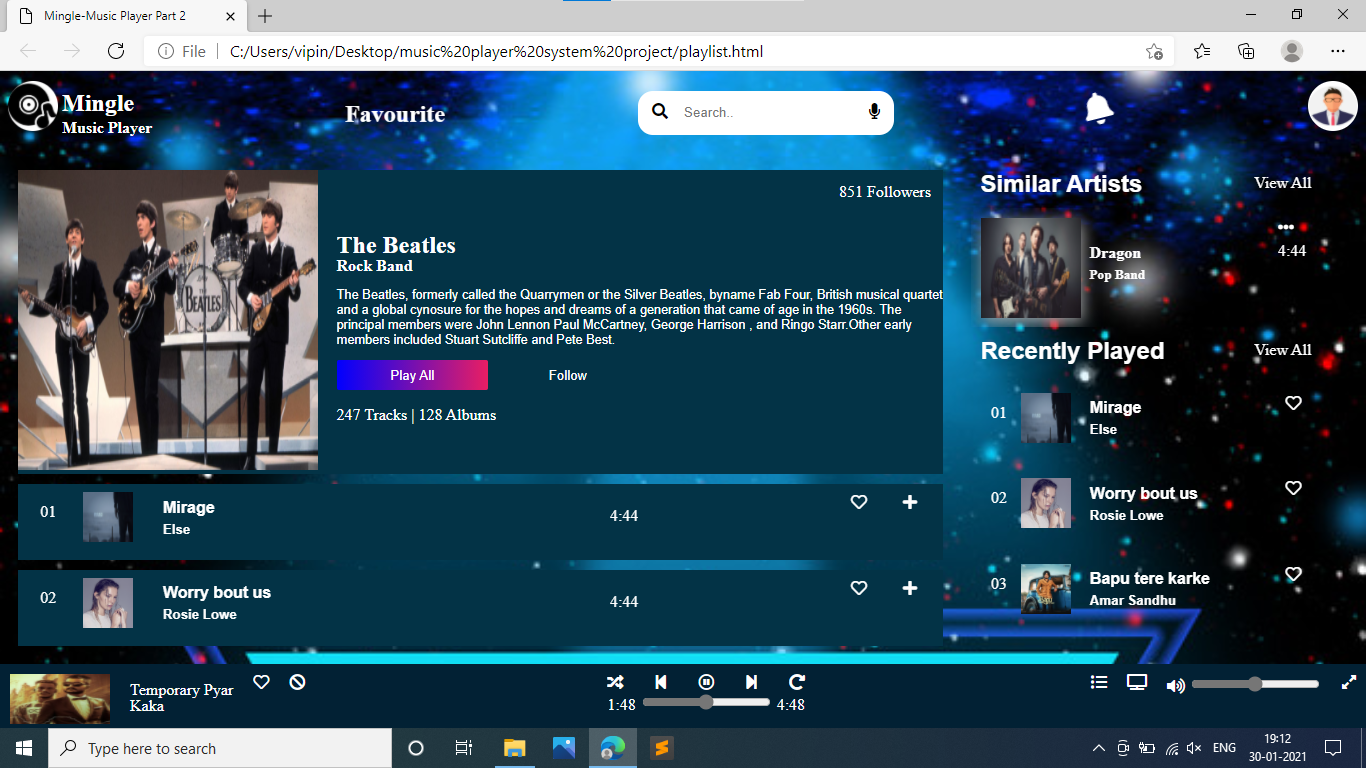 Mingle-Music Player Part 2
File
C:/Users/vipin/Desktop/music%20player%20system%20project/playlist.html
Mingle
Music Player
Favourite
Search..
851 Followers
The Beatles
Rock Band
The Beatles, formerly called the Quarrymen or the Silver Beatles, byname Fab Four, British musical quartet
and a global cynosure for the hopes and dreams of a generation that came of age in the 1960s. The
principal members were John Lennon Paul McCartney, George Harrison , and Ringo Starr.Other early
members included Stuart Sutcliffe and Pete Best.
Play All
Follow
247 Tracks | 128 Albums
THE
BEATLES
01
Mirage
Else
4:44
02
Worry bout us
Rosie Lowe
4:44
Similar Artists
View All
Dragon
Pop Band
4:44
Recently Played
View All
01
Mirage
Else
02
Worry bout us
Rosie Lowe
03
Bapu tere karke
Amar Sandhu
Temporary Pyar
Kaka
1:48
4:48
Type here to search
ENG
19:12
30-01-2021